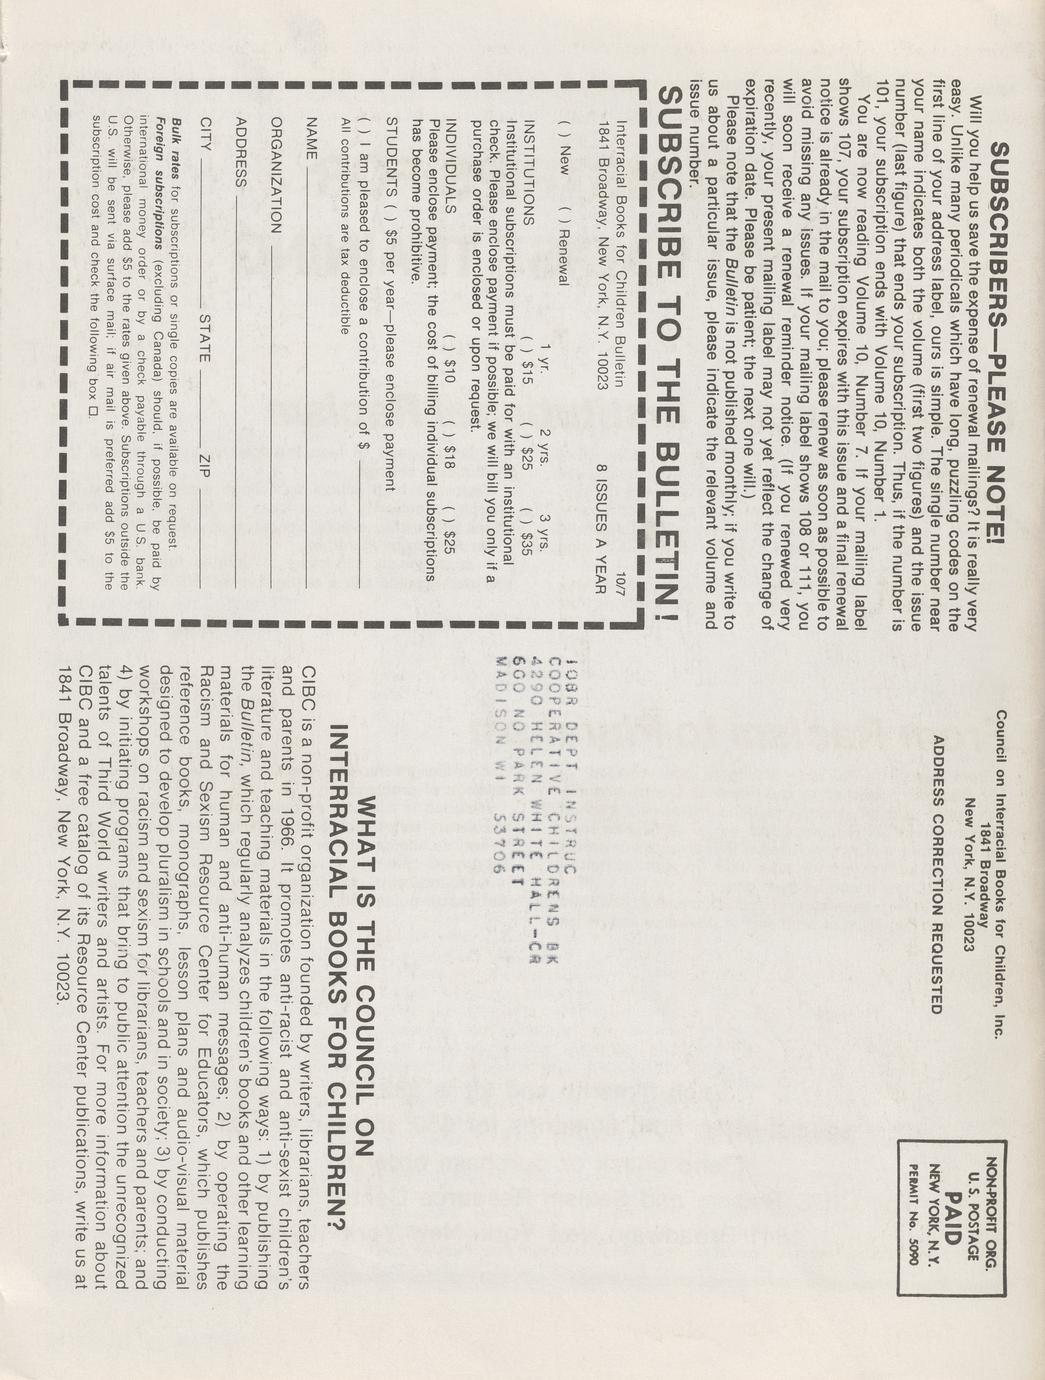 SUBSCRIBERS—PLEASE NOTE!
Will you help us save the expense of renewal mailings? It is really very
easy. Unlike many periodicals which have long, puzzling codes on the
first line of your address label, ours is simple. The single number near
your name indicates both the volume (first two figures) and the issue
number (last figure) that ends your subscription. Thus, if the number is
101, your subscription ends with Volume 10, Number 1.
You are now reading Volume 10, Number 7. If your mailing label
shows 107, your subscription expires with this issue and a final renewal
notice is already in the mail to you; please renew as soon as possible to
avoid missing any issues. If your mailing label shows 108 or 111, you
will soon receive a renewal reminder notice. (If you renewed very
recently, your present mailing label may not yet reflect the change of
expiration date. Please be patient; the next one will.)
Please note that the Bulletin is not published monthly; if you write to
us about a particular issue, please indicate the relevant volume and
issue number.
SUBSCRIBE TO THE BULLETIN!
10/7
Interracial Books for Children Bulletin
1841 Broadway, New York, N.Y. 10023 8 ISSUES A YEAR
( ) New ( ) Renewal
1 yr. 2 yrs. 3 yrs.
INSTITUTIONS ( ) $15 ( ) $25 ( ) $35
Institutional subscriptions must be paid for with an institutional
check. Please enclose payment if possible; we will bill you only if a
purchase order is enclosed or upon request.
INDIVIDUALS ( ) $10 ( ) $18 ( ) $25
Please enclose payment; the cost of billing individual subscriptions
has become prohibitive.
STUDENTS ( ) $5 per year—please enclose payment
( ) I am pleased to enclose a contribution of $
All contributions are tax deductible
NAME
ORGANIZATION
ADDRESS
CITY STATE ZIP
Bulk rates for subscriptions or single copies are available on request.
Foreign subscriptions (excluding Canada) should, if possible, be paid by
international money order or by a check payable through a U.S. bank.
Otherwise, please add $5 to the rates given above. Subscriptions outside the
U.S. will be sent via surface mail; if air mail is preferred add $5 to the
subscription cost and check the following box □.
Council on Interracial Books for Children, Inc.
1841 Broadway
New York, N.Y. 10023
ADDRESS CORRECTION REQUESTED
NON-PROFIT ORG.
U. S. POSTAGE
PAID
NEW YORK, N.Y.
PERMIT No. 5090
DEPT INSTRUC
COOPERATIVE CHILDRENS BK
4290 HELEN WHITE HALL-CR
600 NO PARK STREET
MADISON WI 53706
WHAT IS THE COUNCIL ON
INTERRACIAL BOOKS FOR CHILDREN?
CIBC is a non-profit organization founded by writers, librarians, teachers
and parents in 1966. It promotes anti-racist and anti-sexist children's
literature and teaching materials in the following ways: 1) by publishing
the Bulletin, which regularly analyzes children's books and other learning
materials for human and anti-human messages; 2) by operating the
Racism and Sexism Resource Center for Educators, which publishes
reference books, monographs, lesson plans and audio-visual material
designed to develop pluralism in schools and in society; 3) by conducting
workshops on racism and sexism for librarians, teachers and parents; and
4) by initiating programs that bring to public attention the unrecognized
talents of Third World writers and artists. For more information about
CIBC and a free catalog of its Resource Center publications, write us at
1841 Broadway, New York, N.Y. 10023.